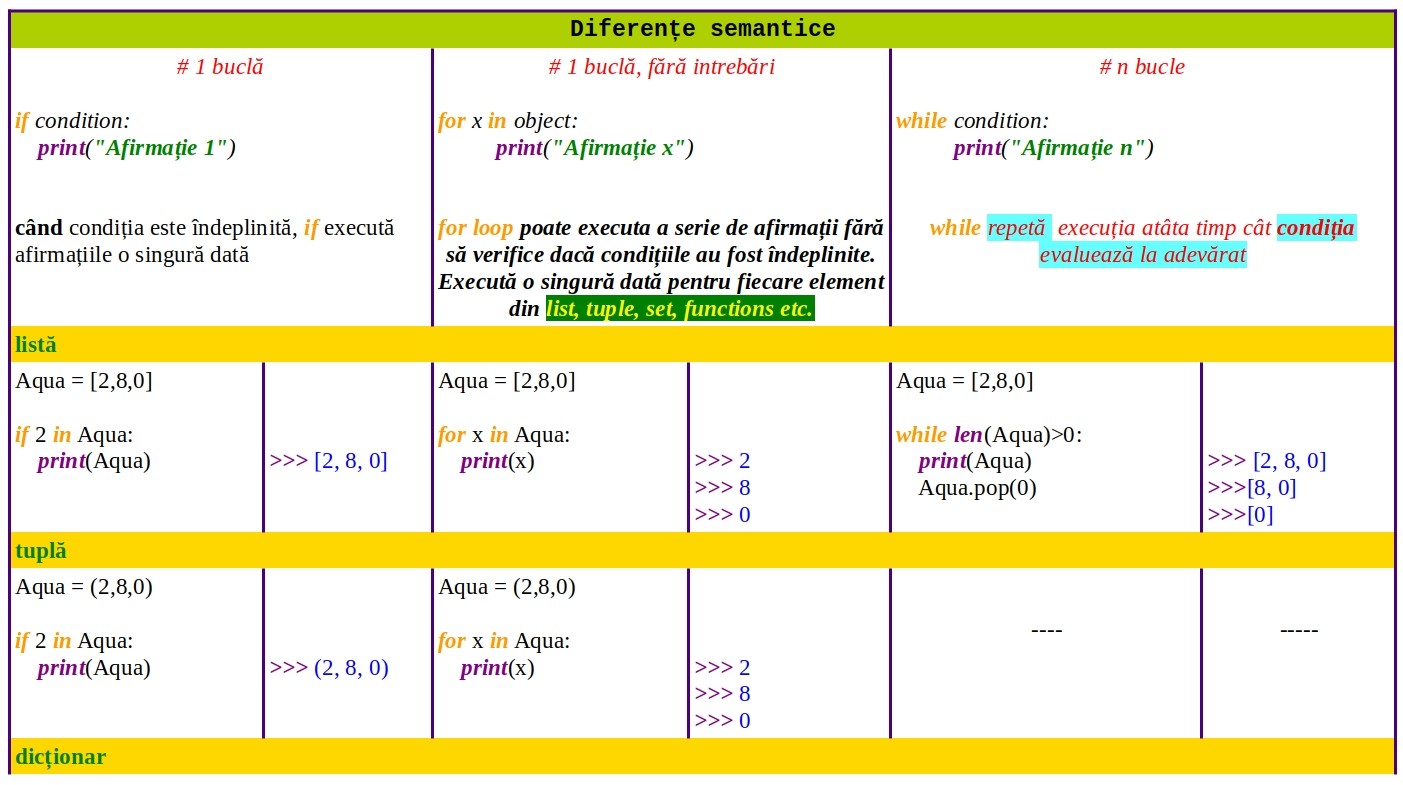 Diferențe semantice
# 1 buclă
if condition:
print("Afirmație 1")
când condiția este îndeplinită, if execută
afirmațiile o singură dată
# 1 buclă, fără intrebări
for x in object:
print("Afirmație x")
for loop poate executa a serie de afirmații fără
să verifice dacă condițiile au fost îndeplinite.
Execută o singură dată pentru fiecare element
din list, tuple, set, functions etc.
# n bucle
while condition:
print("Afirmație n")
while repetă execuția atâta timp cât condiția
evaluează la adevărat
listă
Aqua = [2,8,0]
if 2 in Aqua:
print(Aqua)
>>> [2, 8, 0]
Aqua = [2,8,0]
for x in Aqua:
print(x)
>>> 2
>>> 8
>>> 0
Aqua = [2,8,0]
while len(Aqua)>0:
print(Aqua)
Aqua.pop(0)
>>> [2, 8, 0]
>>>[8, 0]
>>>[0]
tuplă
Aqua = (2,8,0)
if 2 in Aqua:
print(Aqua)
>>> (2, 8, 0)
Aqua = (2,8,0)
for x in Aqua:
print(x)
>>> 2
>>> 8
>>> 0
----
-----
dicționar